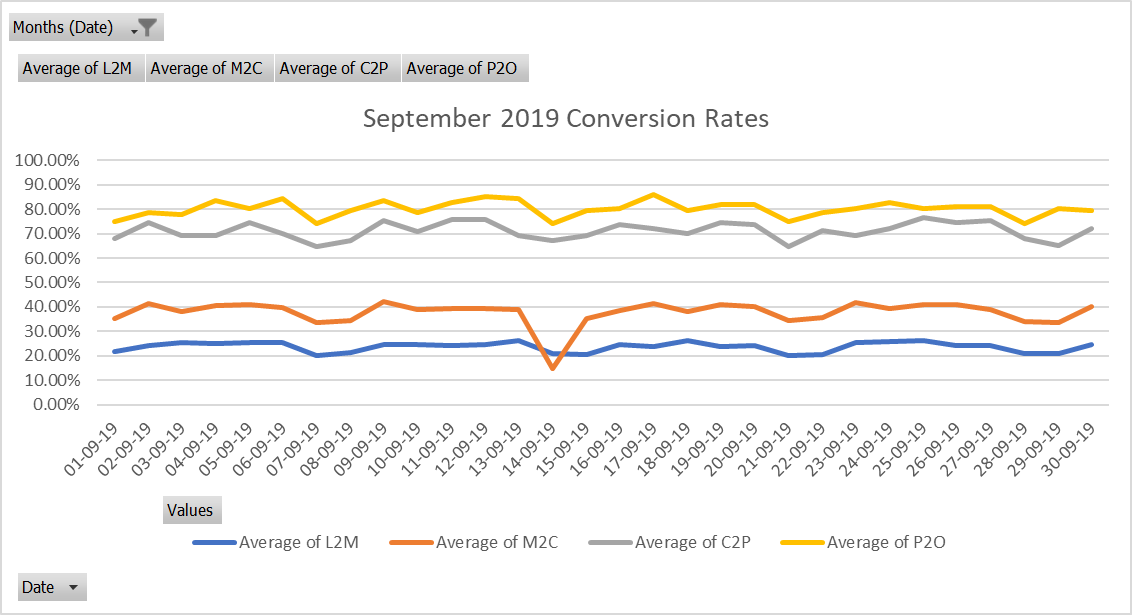 Months (Date)
Average of L2M Average of M2C Average of C2P Average of P2O
September 2019 Conversion Rates
100.00%
90.00%
80.00%
70.00%
60.00%
50.00%
40.00%
30.00%
20.00%
10.00%
0.00%
01-09-19 02-09-19 03-09-19 04-09-19 05-09-19 06-09-19 07-09-19 08-09-19 09-09-19 10-09-19 11-09-19 12-09-19 13-09-19 14-09-19 15-09-19 16-09-19 17-09-19 18-09-19 19-09-19 20-09-19 21-09-19 22-09-19 23-09-19 24-09-19 25-09-19 26-09-19 27-09-19 28-09-19 29-09-19 30-09-19
Values
Average of L2M Average of M2C Average of C2P Average of P2O
Date